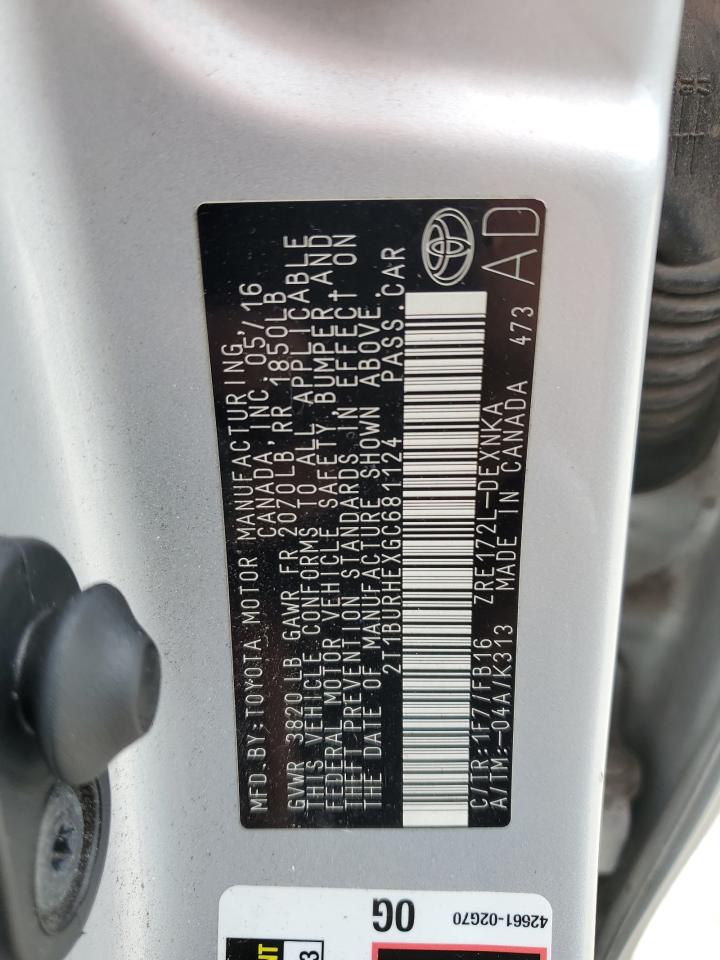 MFD.BY:TOYOTA MOTOR MANUFACTURING,
CANADA,INC. 05/16
GVWR 3820 LB GAWR FR 2070LB RR 1850LB
THIS VEHICLE CONFORMS TO ALL APPLICABLE
FEDERAL MOTOR VEHICLE SAFETY, BUMPER, AND
THEFT PREVENTION STANDARDS IN EFFECT ON
THE DATE OF MANUFACTURE SHOWN ABOVE.
2T1BURHEXGC681124 PASS.CAR
C/TR:1F7/FB16 ZRE172L-DEXNKA
A/TM:-04A/K313 MADE IN CANADA 473
AD
0G 42661-02G70